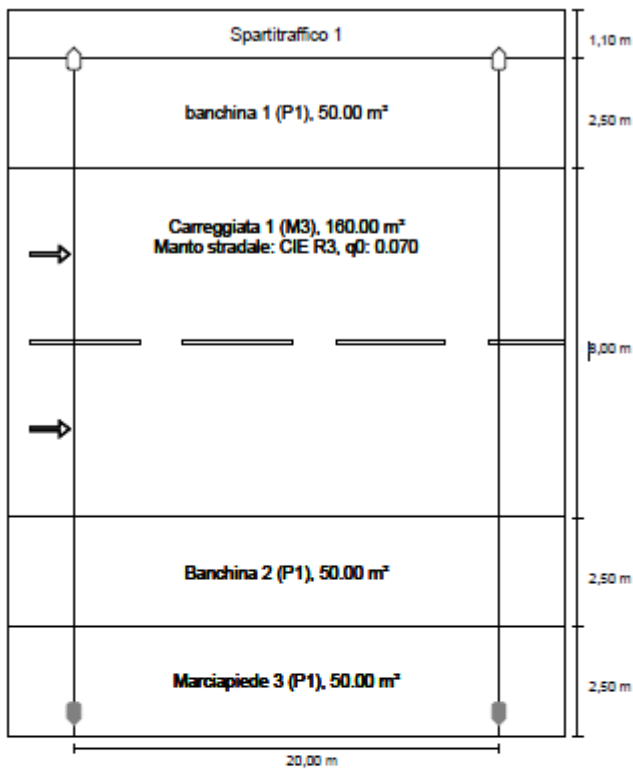 Spartitraffico 1
1,10 m
banchina 1 (P1), 50.00 m²
2,50 m
Carreggiata 1 (M3), 160.00 m²
Manto stradale: CIE R3, q0: 0.070
8,00 m
Banchina 2 (P1), 50.00 m²
2,50 m
Marciapiede 3 (P1), 50.00 m²
2,50 m
20,00 m